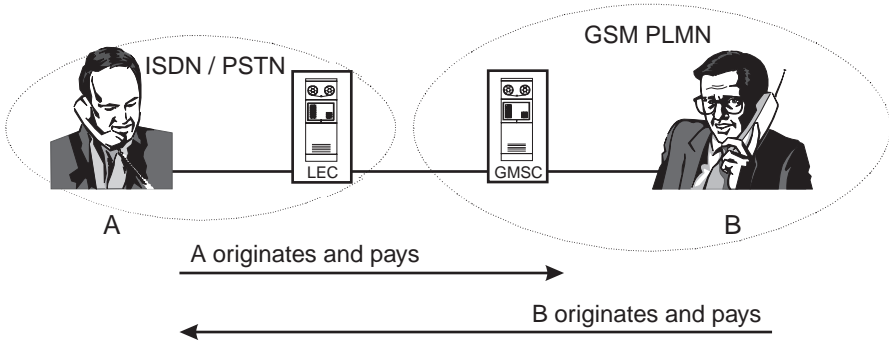 GSM PLMN
ISDN / PSTN
LEC
GMSC
A
B
A originates and pays
B originates and pays